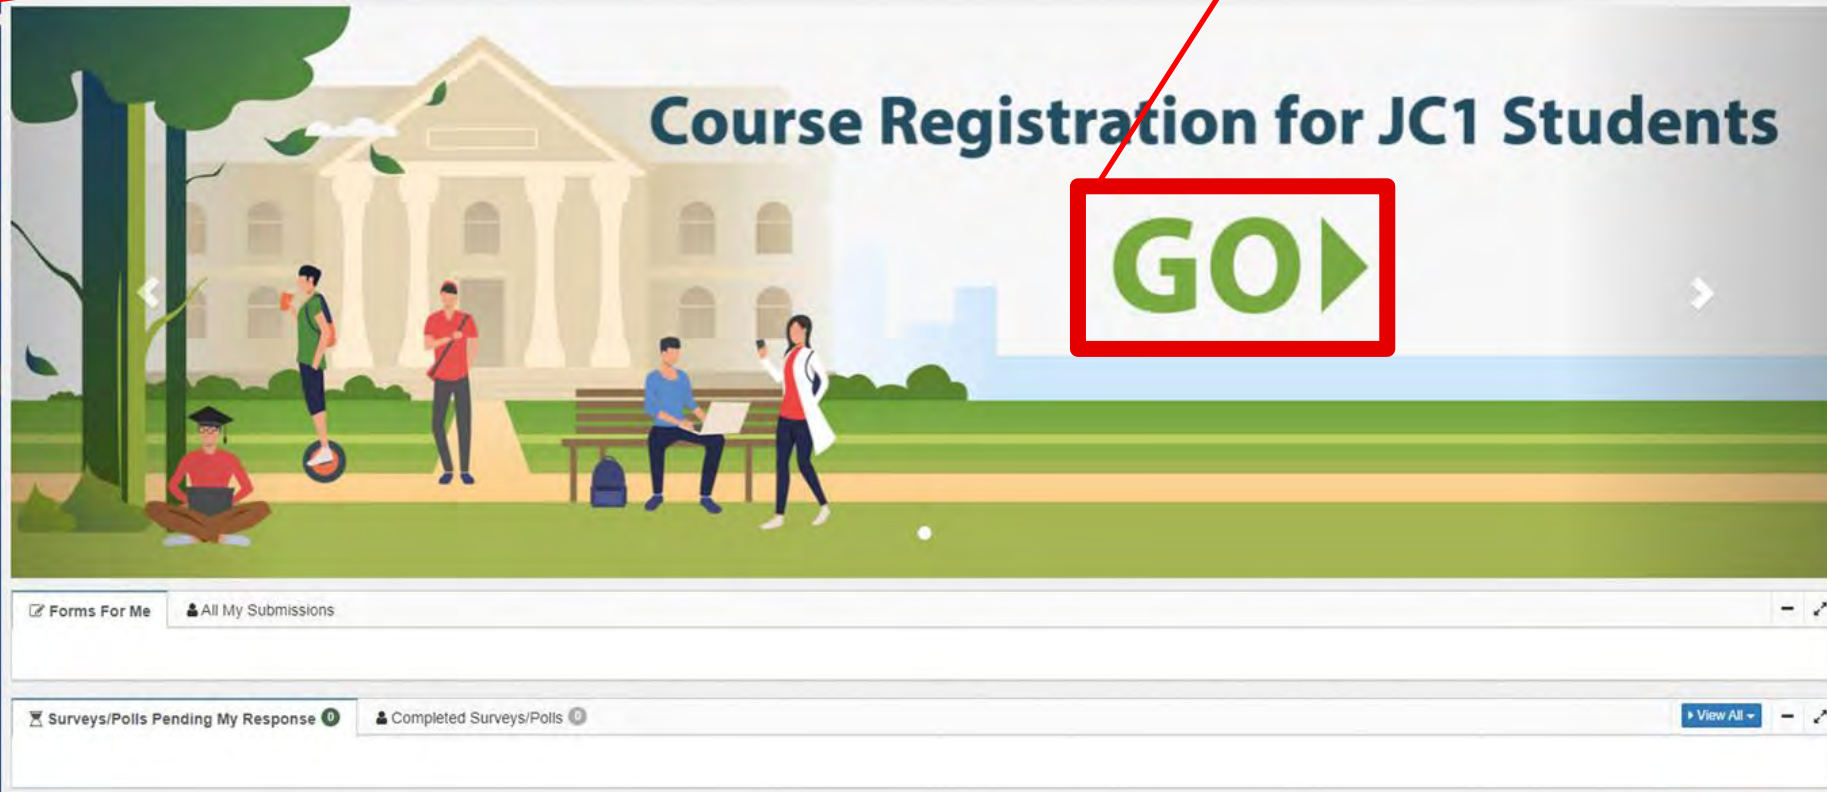 Course Registration for JC1 Students
GO
Forms For Me All My Submissions
Surveys/Polls Pending My Response 0 Completed Surveys/Polls 0 View All